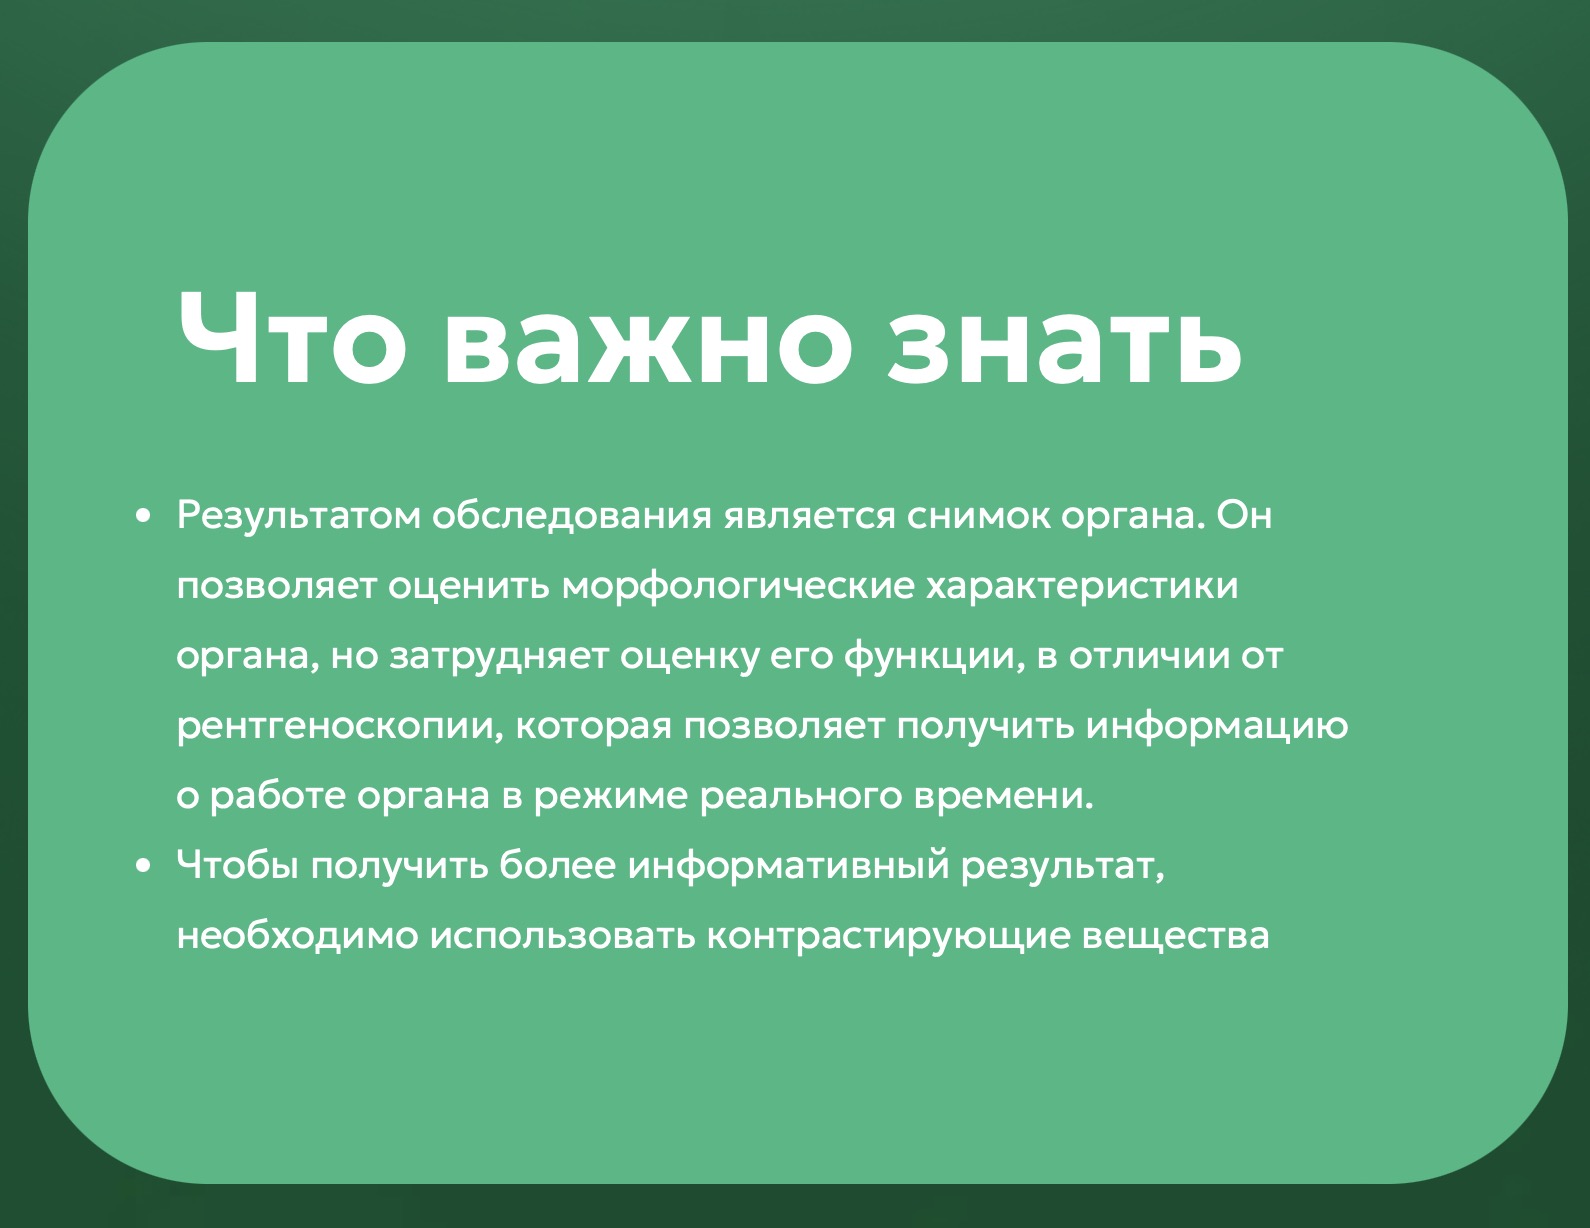 Что важно знать
• Результатом обследования является снимок органа. Он
позволяет оценить морфологические характеристики
органа, но затрудняет оценку его функции, в отличии от
рентгеноскопии, которая позволяет получить информацию
о работе органа в режиме реального времени.
• Чтобы получить более информативный результат,
необходимо использовать контрастирующие вещества